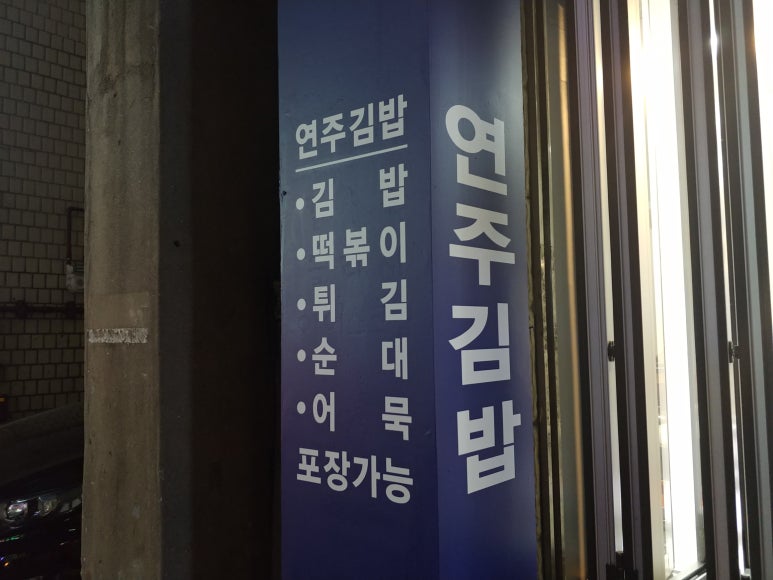 연주김밥
• 김 밥
• 떡볶이
• 튀 김
• 순 대
• 어 묵
포장가능
연주김밥